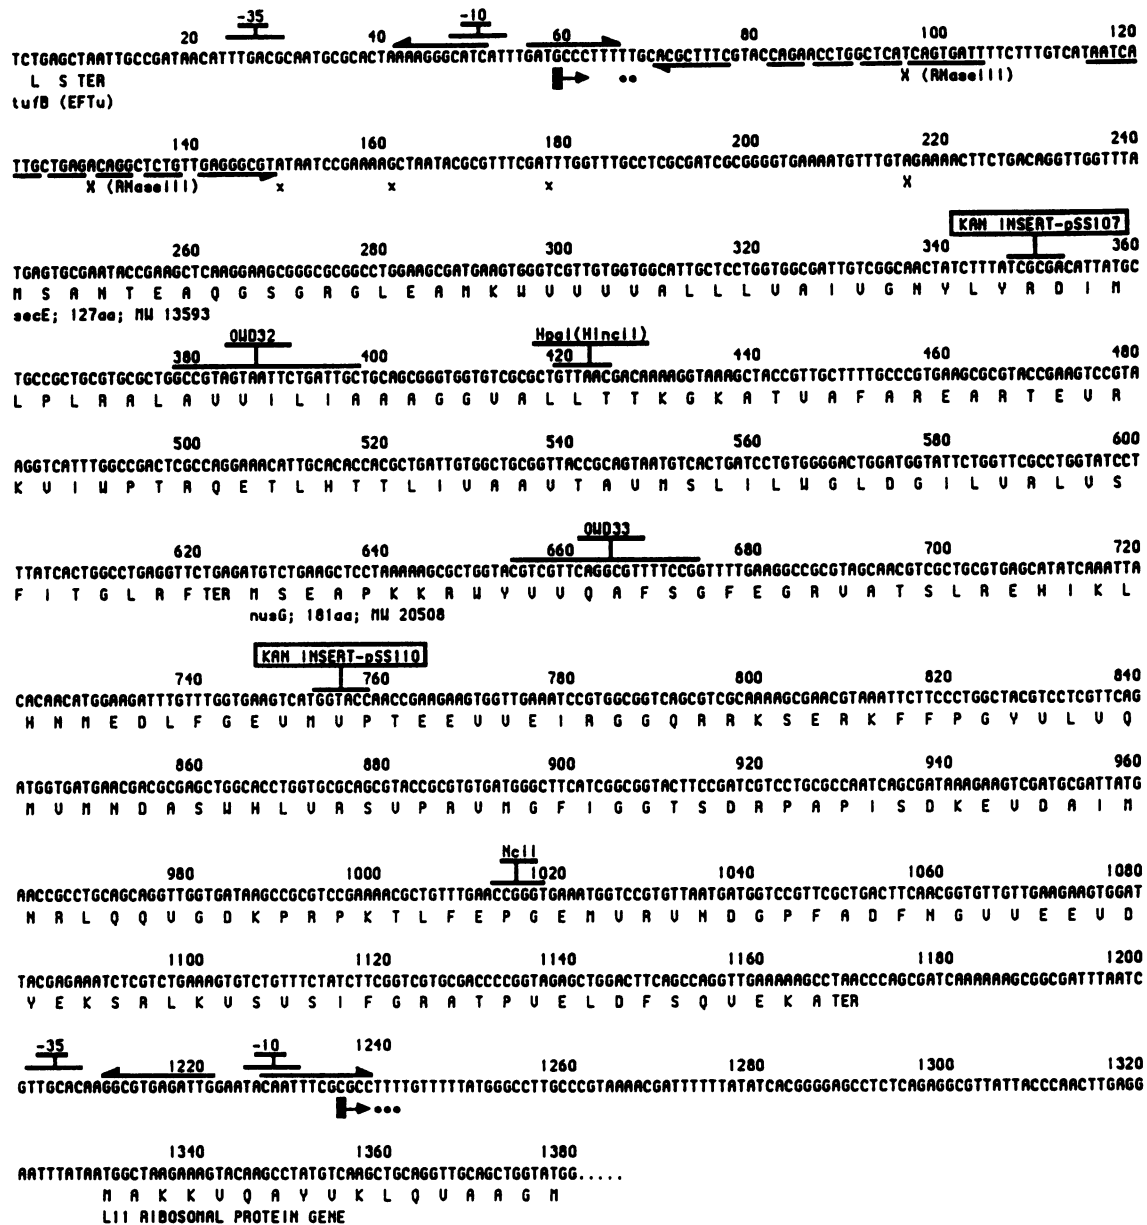 -35 -10
20 40 60 80 100 120
TCTGAGCTAATTGCCGATAACATTTGACGCAATGCGCACTAAAAGGGCATCATTTGATGCCCTTTTTGCACGCTTTCGTACCAGAACCTGGCTCATCAGTGATTTTCTTTGTCATAATCA
L S TER X (RNaseIII)
tufB (EFTu)
140 160 180 200 220 240
TTGCTGAGACAGGCTCTGTTGAGGGCGTATAATCCGAAAAGCTAATACGCGTTTCGATTTGGTTTGCCTCGCGATCGCGGGGTGAAAATGTTTGTAGAAAACTTCTGACAGGTTGGTTTA
X (RNaseIII) x x x x
KAN INSERT-pSS107
260 280 300 320 340 360
TGAGTGCGAATACCGAAGCTCAAGGAAGCGGGCGCGGCCTGGAAGCGATGAAGTGGGTCGTTGTGGTGGCATTGCTCCTGGTGGCGATTGTCGGCAACTATCTTTATCGCGACATTATGC
M S A N T E A Q G S G R G L E A M K W V V V V A L L L V A I V G N Y L Y R D I M
secE; 127aa; MW 13593
OWD32 HpaI(HincII)
380 400 420 440 460 480
TGCCGCTGCGTGCGCTGGCCGTAGTAATTCTGATTGCTGCAGCGGGTGGTGTCGCGCTGTTAACGACAAAAGGTAAAGCTACCGTTGCTTTTGCCCGTGAAGCGCGTACCGAAGTCCGTA
L P L R A L A V V I L I A A A G G V A L L T T K G K A T V A F A R E A R T E V R
500 520 540 560 580 600
AGGTCATTTGGCCGACTCGCCAGGAAACATTGCACACCACGCTGATTGTGGCTGCGGTTACCGCAGTAATGTCACTGATCCTGTGGGGACTGGATGGTATTCTGGTTCGCCTGGTATCCT
K V I W P T R Q E T L H T T L I V A A V T A V M S L I L W G L D G I L V R L V S
OWD33
620 640 660 680 700 720
TTATCACTGGCCTGAGGTTCTGAGATGTCTGAAGCTCCTAAAAAGCGCTGGTACGTCGTTCAGGCGTTTTCCGGTTTTGAAGGCCGCGTAGCAACGTCGCTGCGTGAGCATATCAAATTA
F I T G L R F TER M S E A P K K R W Y V V Q A F S G F E G R V A T S L R E H I K L
nusG; 181aa; MW 20508
KAN INSERT-pSS110
740 760 780 800 820 840
CACAACATGGAAGATTTGTTTGGTGAAGTCATGGTACCAACCGAAGAAGTGGTTGAAATCCGTGGCGGTCAGCGTCGCAAAAGCGAACGTAAATTCTTCCCTGGCTACGTCCTCGTTCAG
H N M E D L F G E V M V P T E E V V E I R G G Q R R K S E R K F F P G Y V L V Q
860 880 900 920 940 960
ATGGTGATGAACGACGCGAGCTGGCACCTGGTGCGCAGCGTACCGCGTGTGATGGGCTTCATCGGCGGTACTTCCGATCGTCCTGCGCCAATCAGCGATAAAGAAGTCGATGCGATTATG
M V M N D A S W H L V R S V P R V M G F I G G T S D R P A P I S D K E V D A I M
NciI
980 1000 1020 1040 1060 1080
AACCGCCTGCAGCAGGTTGGTGATAAGCCGCGTCCGAAAACGCTGTTTGAACCGGGTGAAATGGTCCGTGTTAATGATGGTCCGTTCGCTGACTTCAACGGTGTTGTTGAAGAAGTGGAT
N R L Q Q V G D K P R P K T L F E P G E M V R V N D G P F A D F N G V V E E V D
1100 1120 1140 1160 1180 1200
TACGAGAAATCTCGTCTGAAAGTGTCTGTTTCTATCTTCGGTCGTGCGACCCCGGTAGAGCTGGACTTCAGCCAGGTTGAAAAAGCCTAACCCAGCGATCAAAAAAGCGGCGATTTAATC
Y E K S R L K V S V S I F G R A T P V E L D F S Q V E K A TER
-35 -10
1220 1240 1260 1280 1300 1320
GTTGCACAAGGCGTGAGATTGGAATACAATTTCGCGCCTTTTGTTTTTATGGGCCTTGCCCGTAAAACGATTTTTTATATCACGGGGAGCCTCTCAGAGGCGTTATTACCCAACTTGAGG
1340 1360 1380
AATTTATAATGGCTAAGAAAGTACAAGCCTATGTCAAGCTGCAGGTTGCAGCTGGTATGG.....
M A K K V Q A Y V K L Q V A A G M
L11 RIBOSOMAL PROTEIN GENE